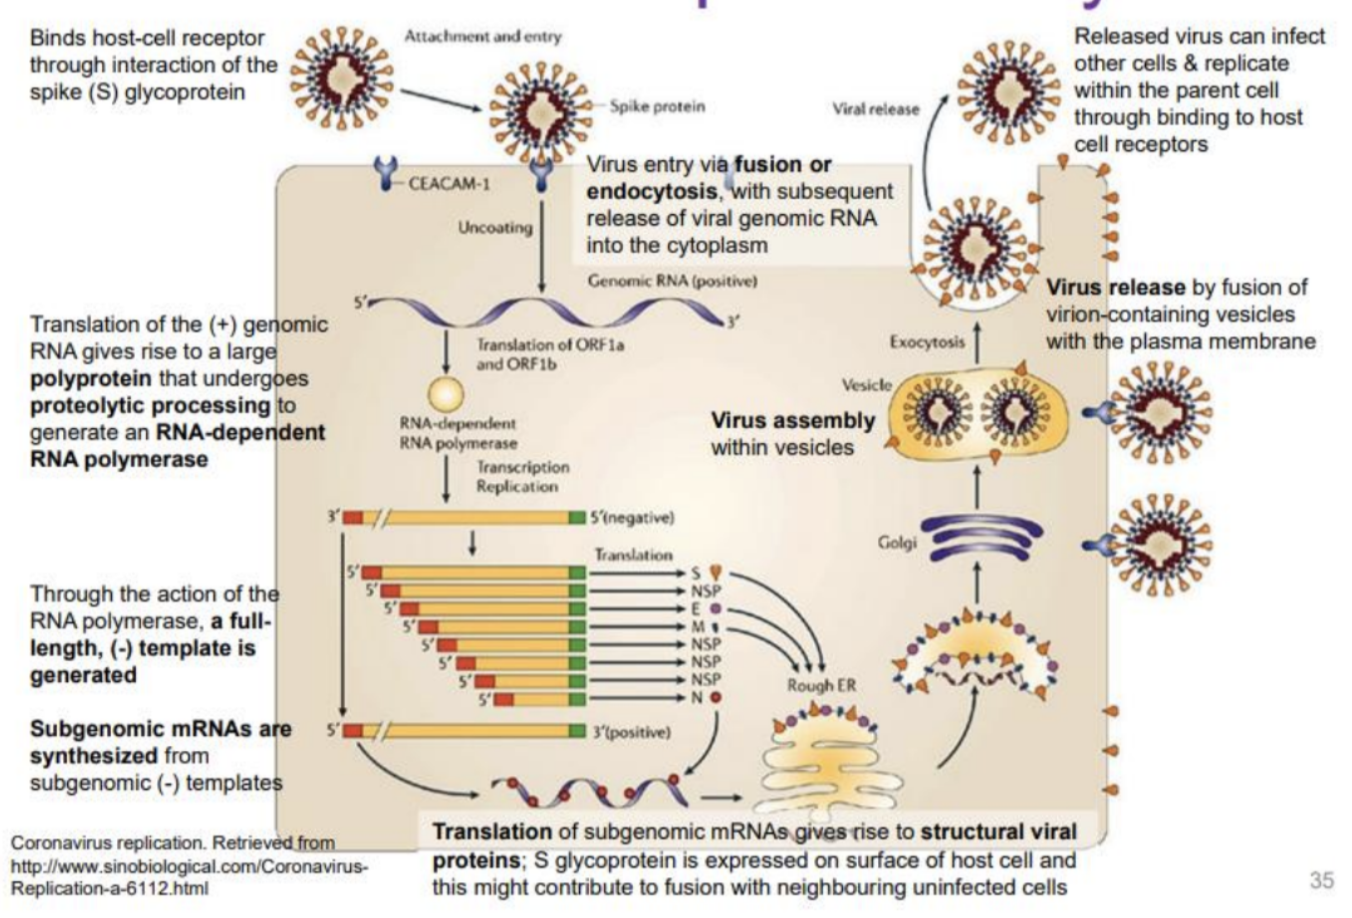 Binds host-cell receptor
through interaction of the
spike (S) glycoprotein
Attachment and entry
Spike protein
Viral release
Released virus can infect
other cells & replicate
within the parent cell
through binding to host
cell receptors
CEACAM-1
Virus entry via fusion or
endocytosis, with subsequent
release of viral genomic RNA
into the cytoplasm
Uncoating
Genomic RNA (positive)
5′
3′
Virus release by fusion of
virion-containing vesicles
with the plasma membrane
Exocytosis
Translation of the (+) genomic
RNA gives rise to a large
polyprotein that undergoes
proteolytic processing to
generate an RNA-dependent
RNA polymerase
Translation of ORF1a
and ORF1b
RNA-dependent
RNA polymerase
Transcription
Replication
Vesicle
Virus assembly
within vesicles
3′
5′(negative)
Golgi
Translation
5′ S
5′ NSP
5′ E
5′ M
5′ NSP
5′ NSP
5′ NSP
5′ N
Through the action of the
RNA polymerase, a full-
length, (-) template is
generated
Rough ER
Subgenomic mRNAs are
synthesized from
subgenomic (-) templates
5′
3′(positive)
Translation of subgenomic mRNAs gives rise to structural viral
proteins; S glycoprotein is expressed on surface of host cell and
this might contribute to fusion with neighbouring uninfected cells
Coronavirus replication. Retrieved from
http://www.sinobiological.com/Coronavirus-
Replication-a-6112.html
35